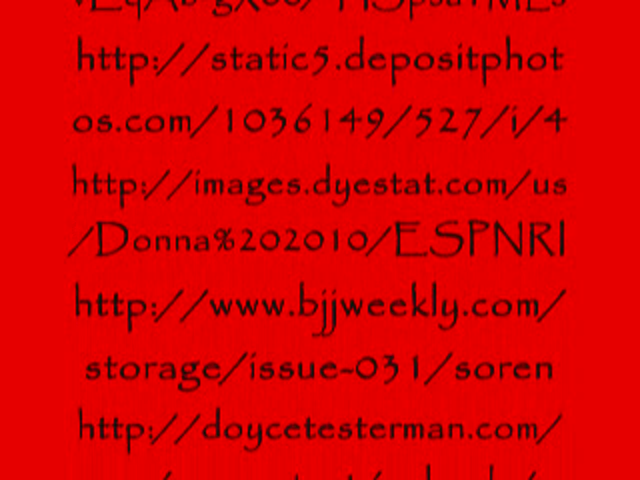 http://static5.depositphot
os.com/1036149/527/i/4
http://images.dyestat.com/us
/Donna%202010/ESPNRI
http://www.bjjweekly.com/
storage/issue-031/soren
http://doycetesterman.com/